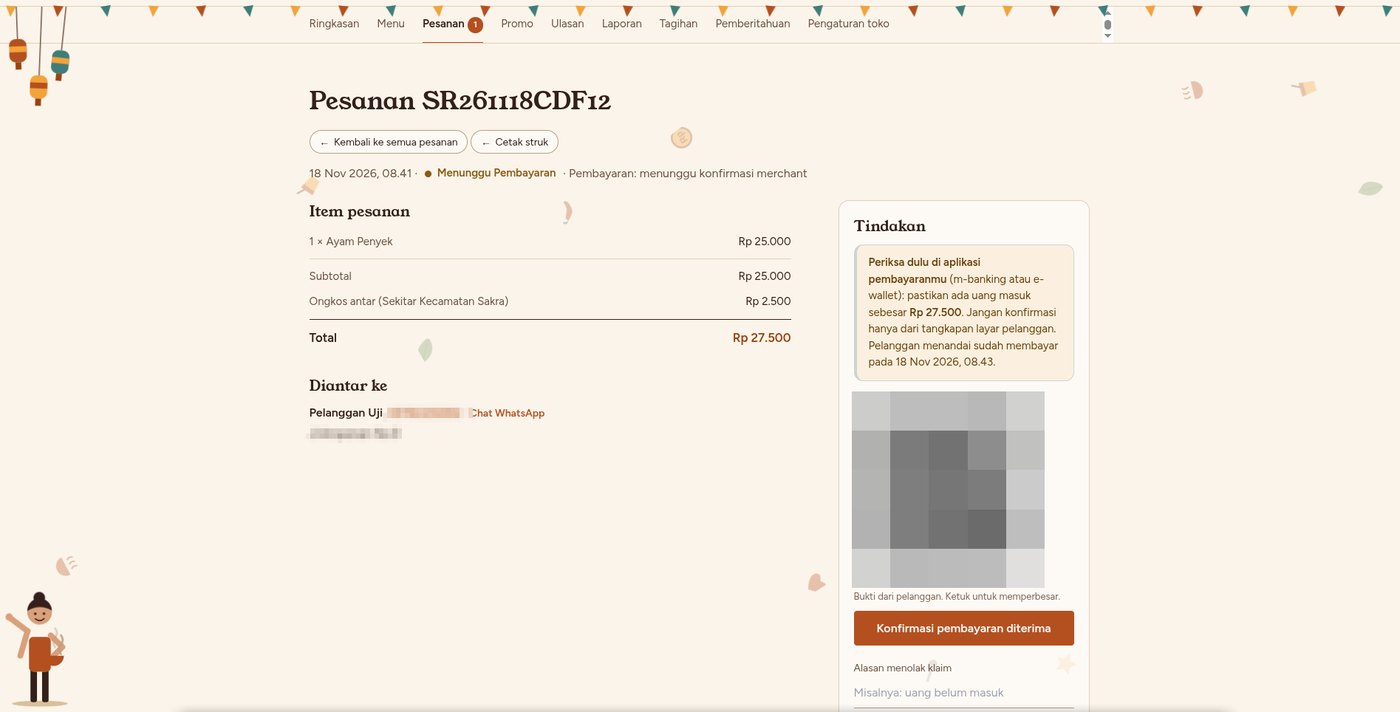 Ringkasan Menu Pesanan 1 Promo Ulasan Laporan Tagihan Pemberitahuan Pengaturan toko
Pesanan SR261118CDF12
← Kembali ke semua pesanan ← Cetak struk
18 Nov 2026, 08.41 · ● Menunggu Pembayaran · Pembayaran: menunggu konfirmasi merchant
Item pesanan
1 × Ayam Penyek Rp 25.000
Subtotal Rp 25.000
Ongkos antar (Sekitar Kecamatan Sakra) Rp 2.500
Total Rp 27.500
Diantar ke
Pelanggan Uji Chat WhatsApp
Tindakan
Periksa dulu di aplikasi
pembayaranmu (m-banking atau e-
wallet): pastikan ada uang masuk
sebesar Rp 27.500. Jangan konfirmasi
hanya dari tangkapan layar pelanggan.
Pelanggan menandai sudah membayar
pada 18 Nov 2026, 08.43.
Bukti dari pelanggan. Ketuk untuk memperbesar.
Konfirmasi pembayaran diterima
Alasan menolak klaim
Misalnya: uang belum masuk